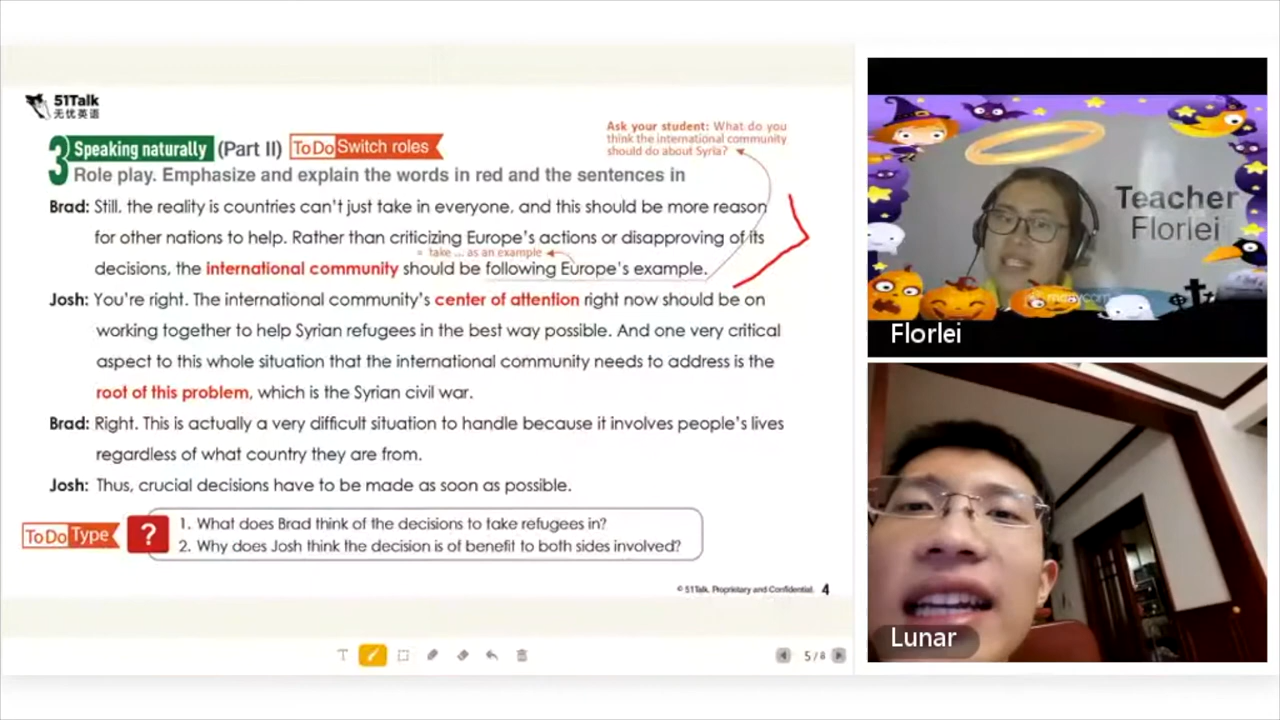 51Talk
无忧英语
Ask your student: What do you
think the international community
should do about Syria?
3 Speaking naturally (Part II) To Do Switch roles
Role play. Emphasize and explain the words in red and the sentences in
Brad: Still, the reality is countries can't just take in everyone, and this should be more reason
for other nations to help. Rather than criticizing Europe's actions or disapproving of its
= take ... as an example
decisions, the international community should be following Europe's example.
Josh: You're right. The international community's center of attention right now should be on
working together to help Syrian refugees in the best way possible. And one very critical
aspect to this whole situation that the international community needs to address is the
root of this problem, which is the Syrian civil war.
Brad: Right. This is actually a very difficult situation to handle because it involves people's lives
regardless of what country they are from.
Josh: Thus, crucial decisions have to be made as soon as possible.
To Do Type
?
1. What does Brad think of the decisions to take refugees in?
2. Why does Josh think the decision is of benefit to both sides involved?
© 51Talk. Proprietary and Confidential. 4
T
5 / 8
Teacher
Florlei
Florlei
Lunar